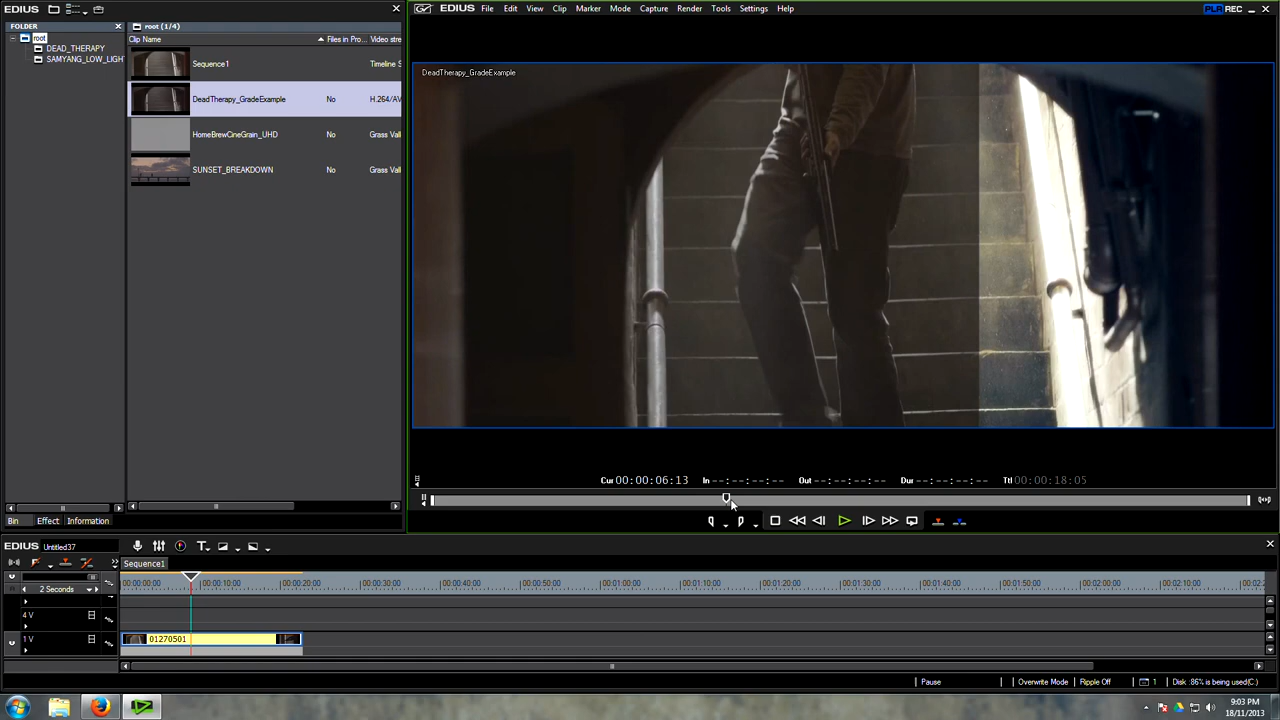 EDIUS
EDIUS File Edit View Clip Marker Mode Capture Render Tools Settings Help
PLR REC
FOLDER
root
DEAD_THERAPY
SAMYANG_LOW_LIGH
root (1/4)
Clip Name Files in Pro... Video stre
Sequence1 Timeline S
DeadTherapy_GradeExample No H.264/AV
HomeBrewCineGrain_UHD No Grass Vall
SUNSET_BREAKDOWN No Grass Vall
DeadTherapy_GradeExample
Cur 00:00:06:13 In --:--:--:-- Out --:--:--:-- Dur --:--:--:-- Ttl 00:00:18:05
Bin Effect Information
EDIUS Untitled37
Sequence1
2 Seconds
00:00:00:00 00:00:10:00 00:00:20:00 00:00:30:00 00:00:40:00 00:00:50:00 00:01:00:00 00:01:10:00 00:01:20:00 00:01:30:00 00:01:40:00 00:01:50:00 00:02:00:00 00:02:10:00 00:02:2
4 V
1 V
01270501
Pause Overwrite Mode Ripple Off 1 Disk :86% is being used(C:)
9:03 PM
18/11/2013